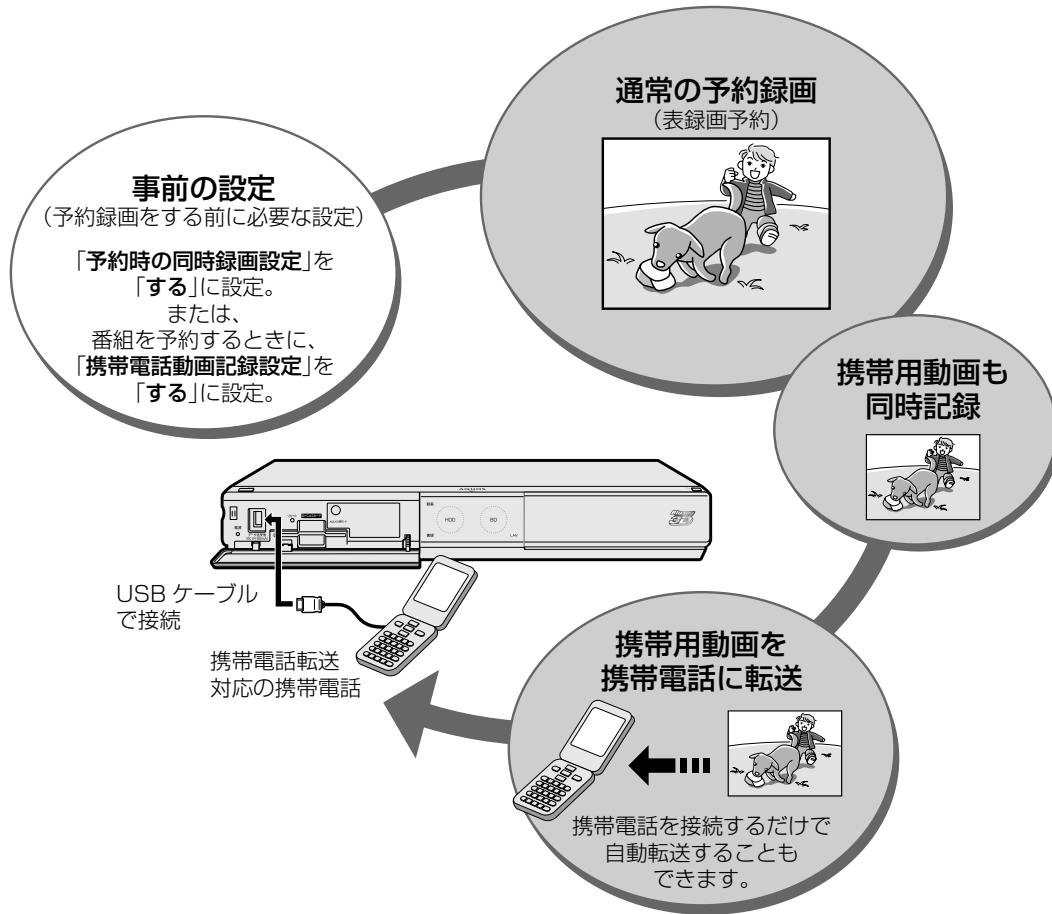 事前の設定
（予約録画をする前に必要な設定）
「予約時の同時録画設定」を
「する」に設定。
または、
番組を予約するときに、
「携帯電話動画記録設定」を
「する」に設定。
通常の予約録画
（表録画予約）
携帯用動画も
同時記録
AQUOS
HDD
BD
LAN
USB ケーブル
で接続
携帯電話転送
対応の携帯電話
携帯用動画を
携帯電話に転送
携帯電話を接続するだけで
自動転送することも
できます。